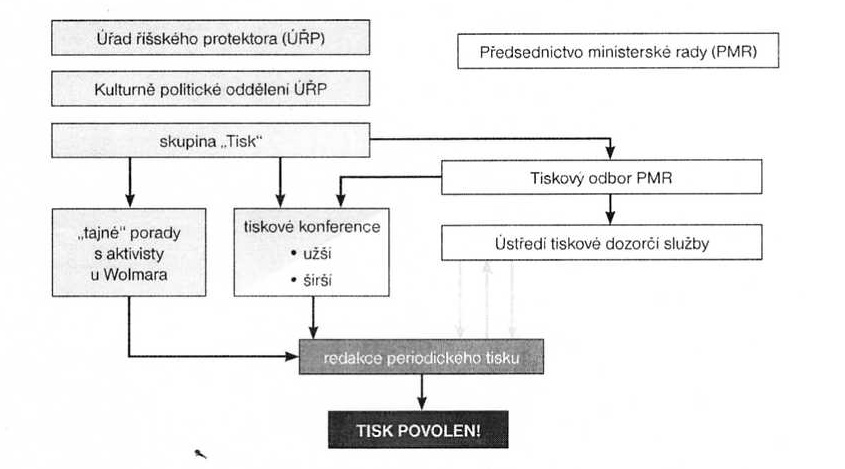 Úřad říšského protektora (ÚŘP)
Předsednictvo ministerské rady (PMR)
Kulturně politické oddělení ÚŘP
skupina „Tisk“
Tiskový odbor PMR
„tajné“ porady
s aktivisty
u Wolmara
tiskové konference
• užší
• širší
Ústředí tiskové dozorčí služby
redakce periodického tisku
TISK POVOLEN!